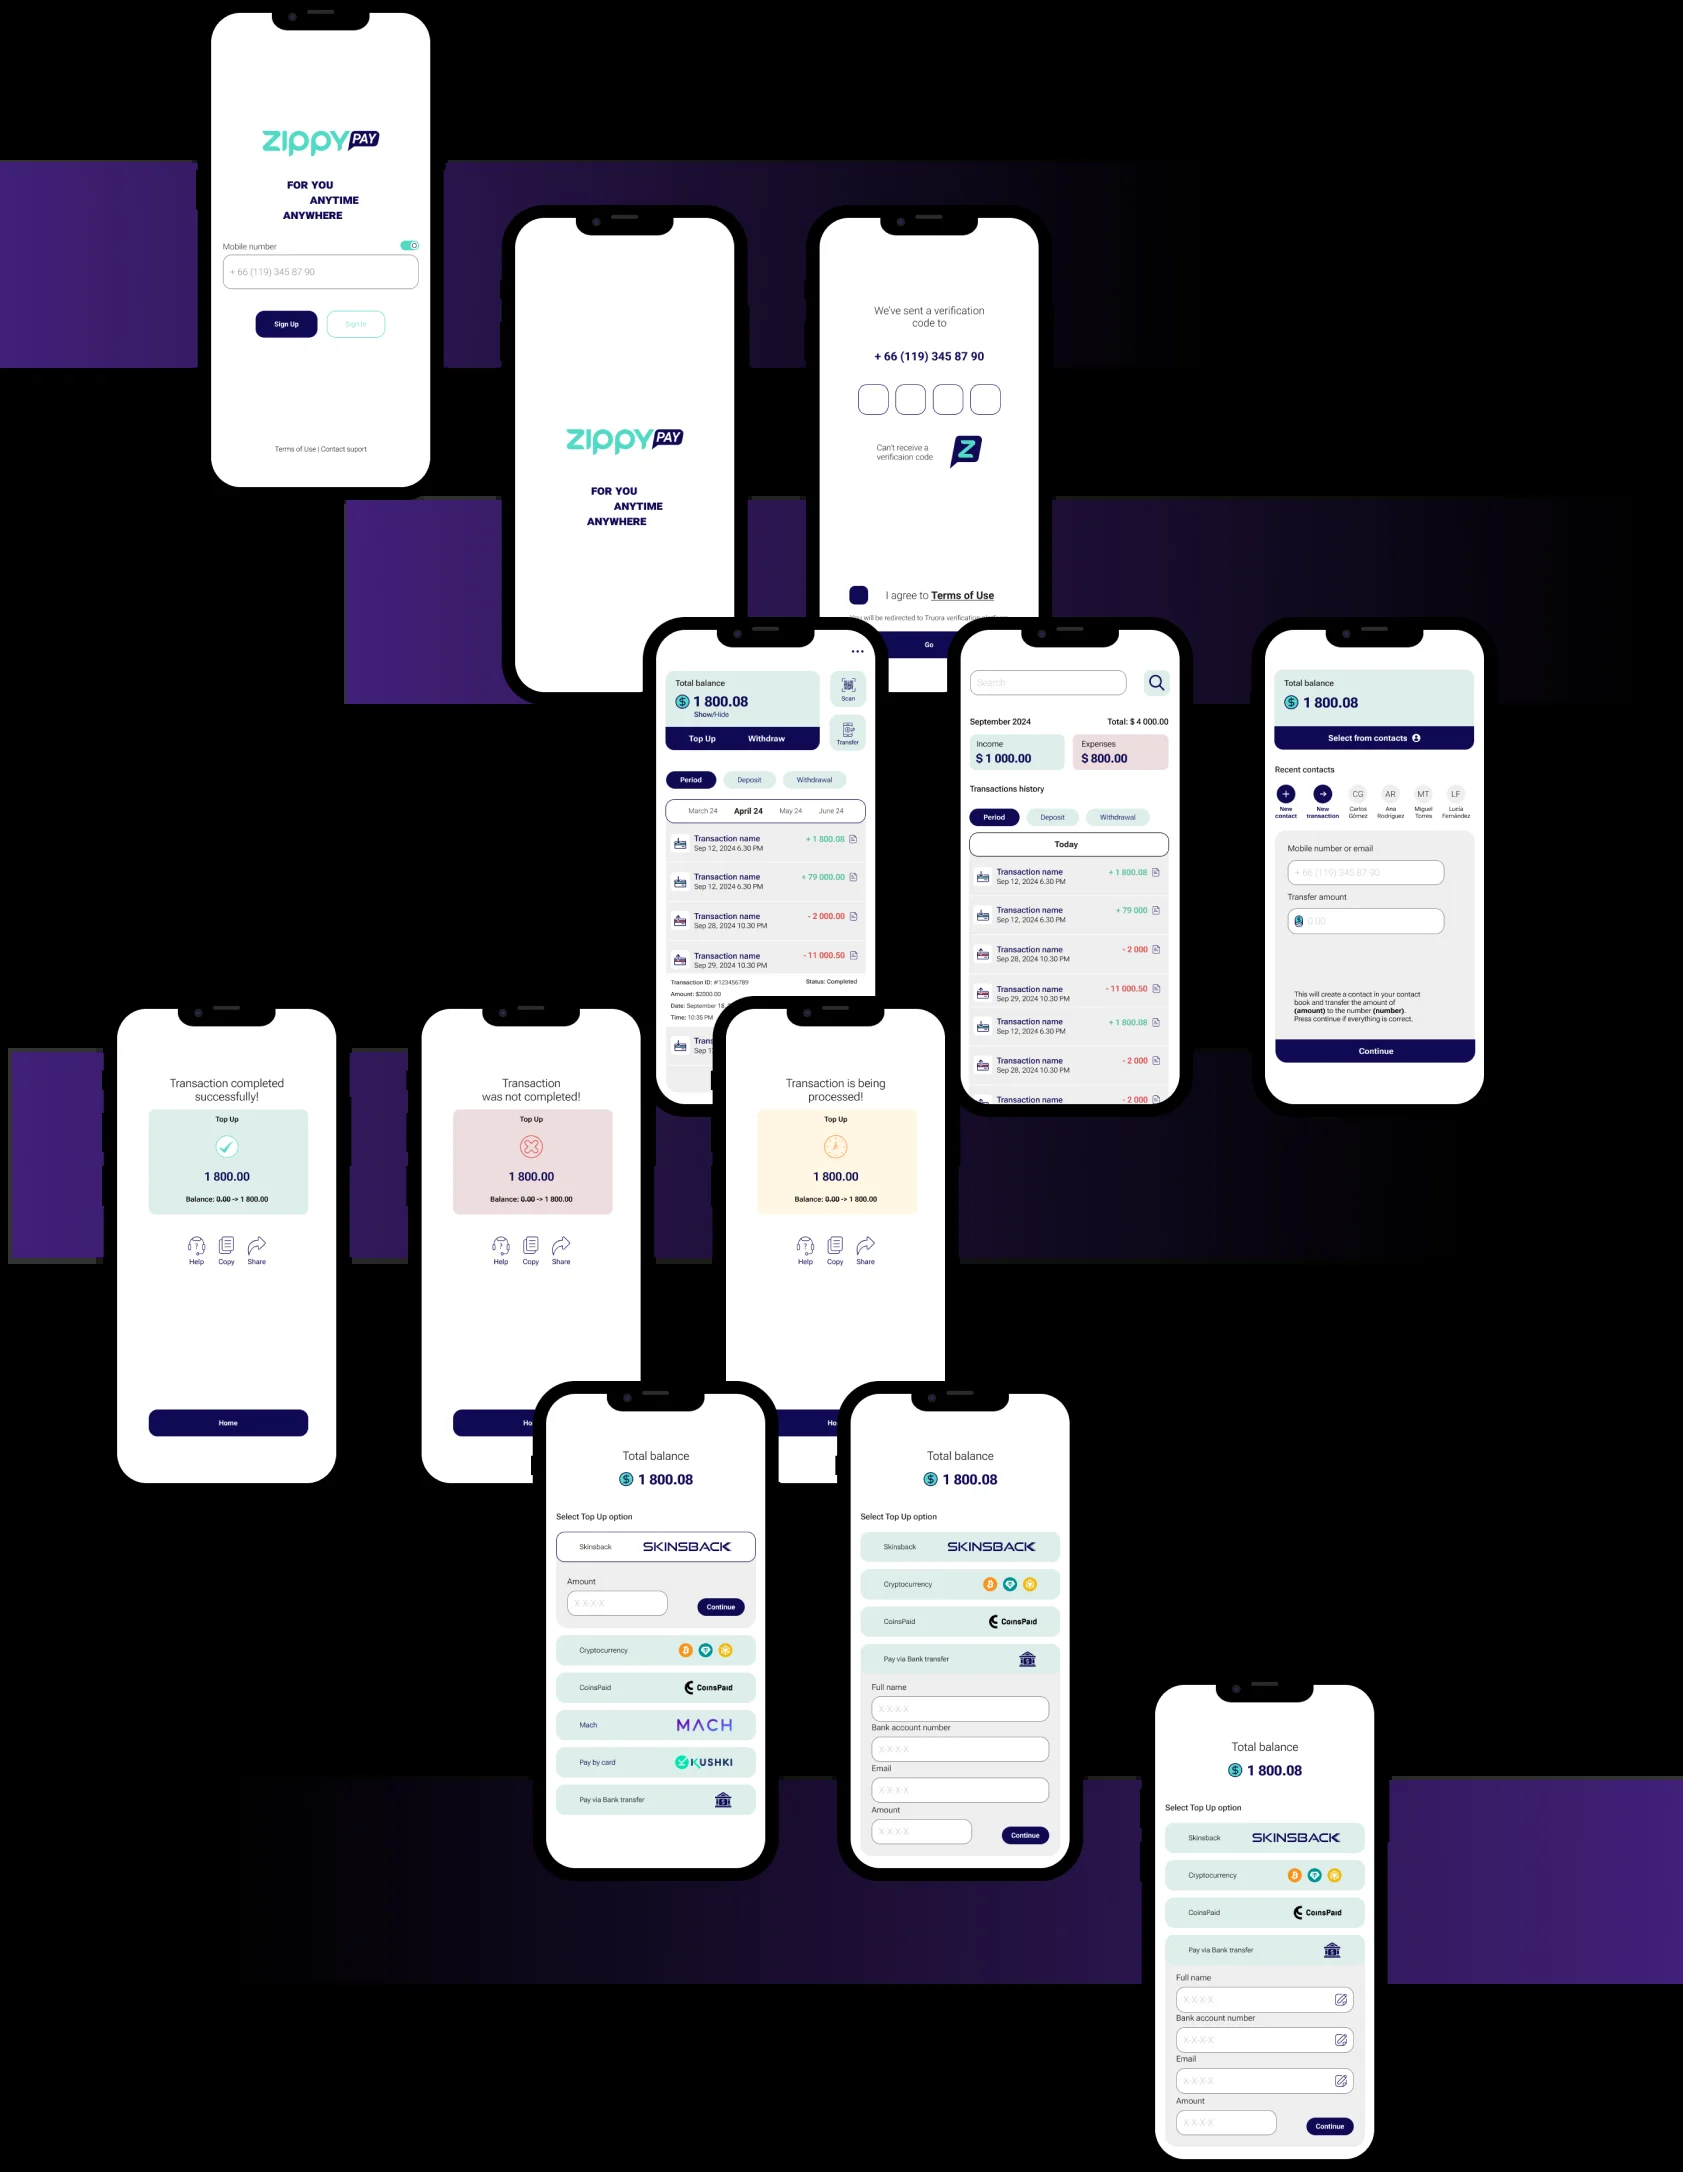 ZIPPY PAY
FOR YOU
ANYTIME
ANYWHERE
Mobile number
+ 66 (119) 345 87 90
Sign Up
Sign In
Terms of Use | Contact suport
ZIPPY PAY
FOR YOU
ANYTIME
ANYWHERE
We've sent a verification
code to
+ 66 (119) 345 87 90
Can't receive a
verificaion code
Z
I agree to Terms of Use
You will be redirected to Truora verification
Go
Total balance
1 800.08
Show/Hide
Top Up
Withdraw
Scan
Transfer
Period
Deposit
Withdrawal
March 24
April 24
May 24
June 24
Transaction name
+ 1 800.08
Sep 12, 2024 6.30 PM
Transaction name
+ 79 000.00
Sep 12, 2024 6.30 PM
Transaction name
- 2 000.00
Sep 28, 2024 10.30 PM
Transaction name
- 11 000.50
Sep 29, 2024 10.30 PM
Transaction ID: #123456789
Status: Completed
Amount: $2000.00
Date: September 18,
Time: 10:35 PM
Trans
Sep 1
Search
September 2024
Total: $ 4 000.00
Income
$ 1 000.00
Expenses
$ 800.00
Transactions history
Period
Deposit
Withdrawal
Today
Transaction name
+ 1 800.08
Sep 12, 2024 6.30 PM
Transaction name
+ 79 000
Sep 12, 2024 6.30 PM
Transaction name
- 2 000
Sep 28, 2024 10.30 PM
Transaction name
- 11 000.50
Sep 29, 2024 10.30 PM
Transaction name
+ 1 800.08
Sep 12, 2024 6.30 PM
Transaction name
- 2 000
Sep 28, 2024 10.30 PM
Transaction name
- 2 000
Total balance
1 800.08
Select from contacts
Recent contacts
CG
AR
MT
LF
New contact
New transaction
Carlos Gómez
Ana Rodríguez
Miguel Torres
Lucía Fernández
Mobile number or email
+ 66 (119) 345 87 90
Transfer amount
0.00
This will create a contact in your contact
book and transfer the amount of
(amount) to the number (number).
Press continue if everything is correct.
Continue
Transaction completed
successfully!
Top Up
1 800.00
Balance: 0.00 -> 1 800.00
Help
Copy
Share
Home
Transaction
was not completed!
Top Up
1 800.00
Balance: 0.00 -> 1 800.00
Help
Copy
Share
Ho
Transaction is being
processed!
Top Up
1 800.00
Balance: 0.00 -> 1 800.00
Help
Copy
Share
Ho
Total balance
1 800.08
Select Top Up option
Skinsback
SKINSBACK
Amount
X-X-X-X
Continue
Cryptocurrency
CoinsPaid
CoinsPaid
Mach
MACH
Pay by card
KUSHKI
Pay via Bank transfer
Total balance
1 800.08
Select Top Up option
Skinsback
SKINSBACK
Cryptocurrency
CoinsPaid
CoinsPaid
Pay via Bank transfer
Full name
X-X-X-X
Bank account number
X-X-X-X
Email
X-X-X-X
Amount
X-X-X-X
Continue
Total balance
1 800.08
Select Top Up option
Skinsback
SKINSBACK
Cryptocurrency
CoinsPaid
CoinsPaid
Pay via Bank transfer
Full name
X-X-X-X
Bank account number
X-X-X-X
Email
X-X-X-X
Amount
X-X-X-X
Continue